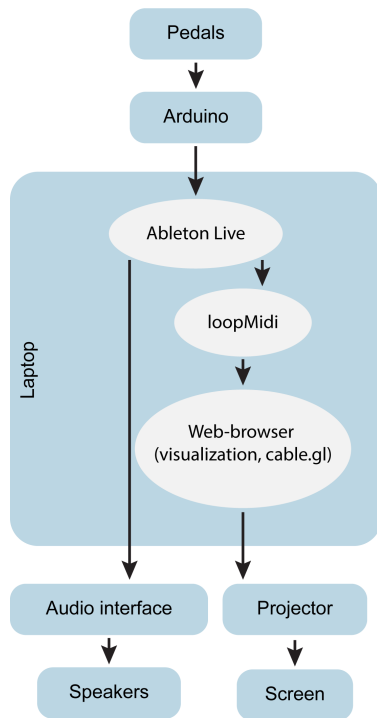 Pedals
Arduino
Laptop
Ableton Live
loopMidi
Web-browser
(visualization, cable.gl)
Audio interface
Projector
Speakers
Screen